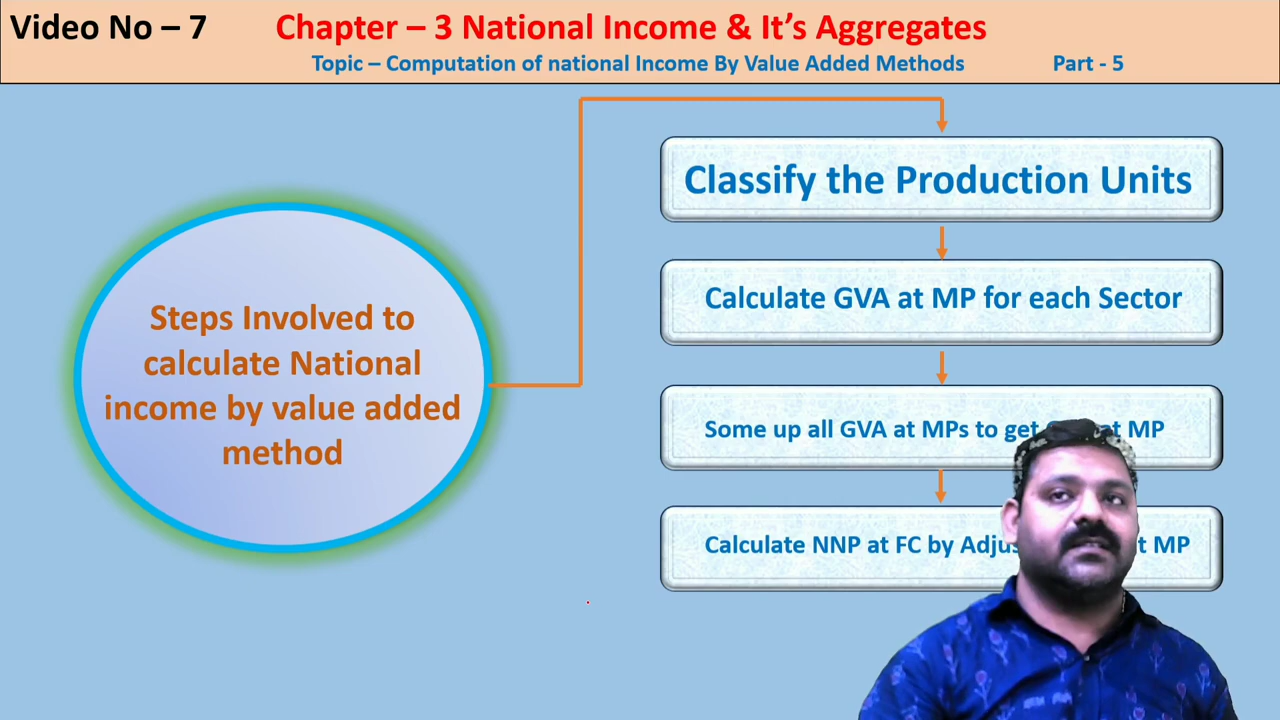 Video No – 7 Chapter – 3 National Income & It's Aggregates
Topic – Computation of national Income By Value Added Methods Part - 5
Classify the Production Units
Calculate GVA at MP for each Sector
Steps Involved to
calculate National
income by value added
method
Some up all GVA at MPs to get at MP
Calculate NNP at FC by MP